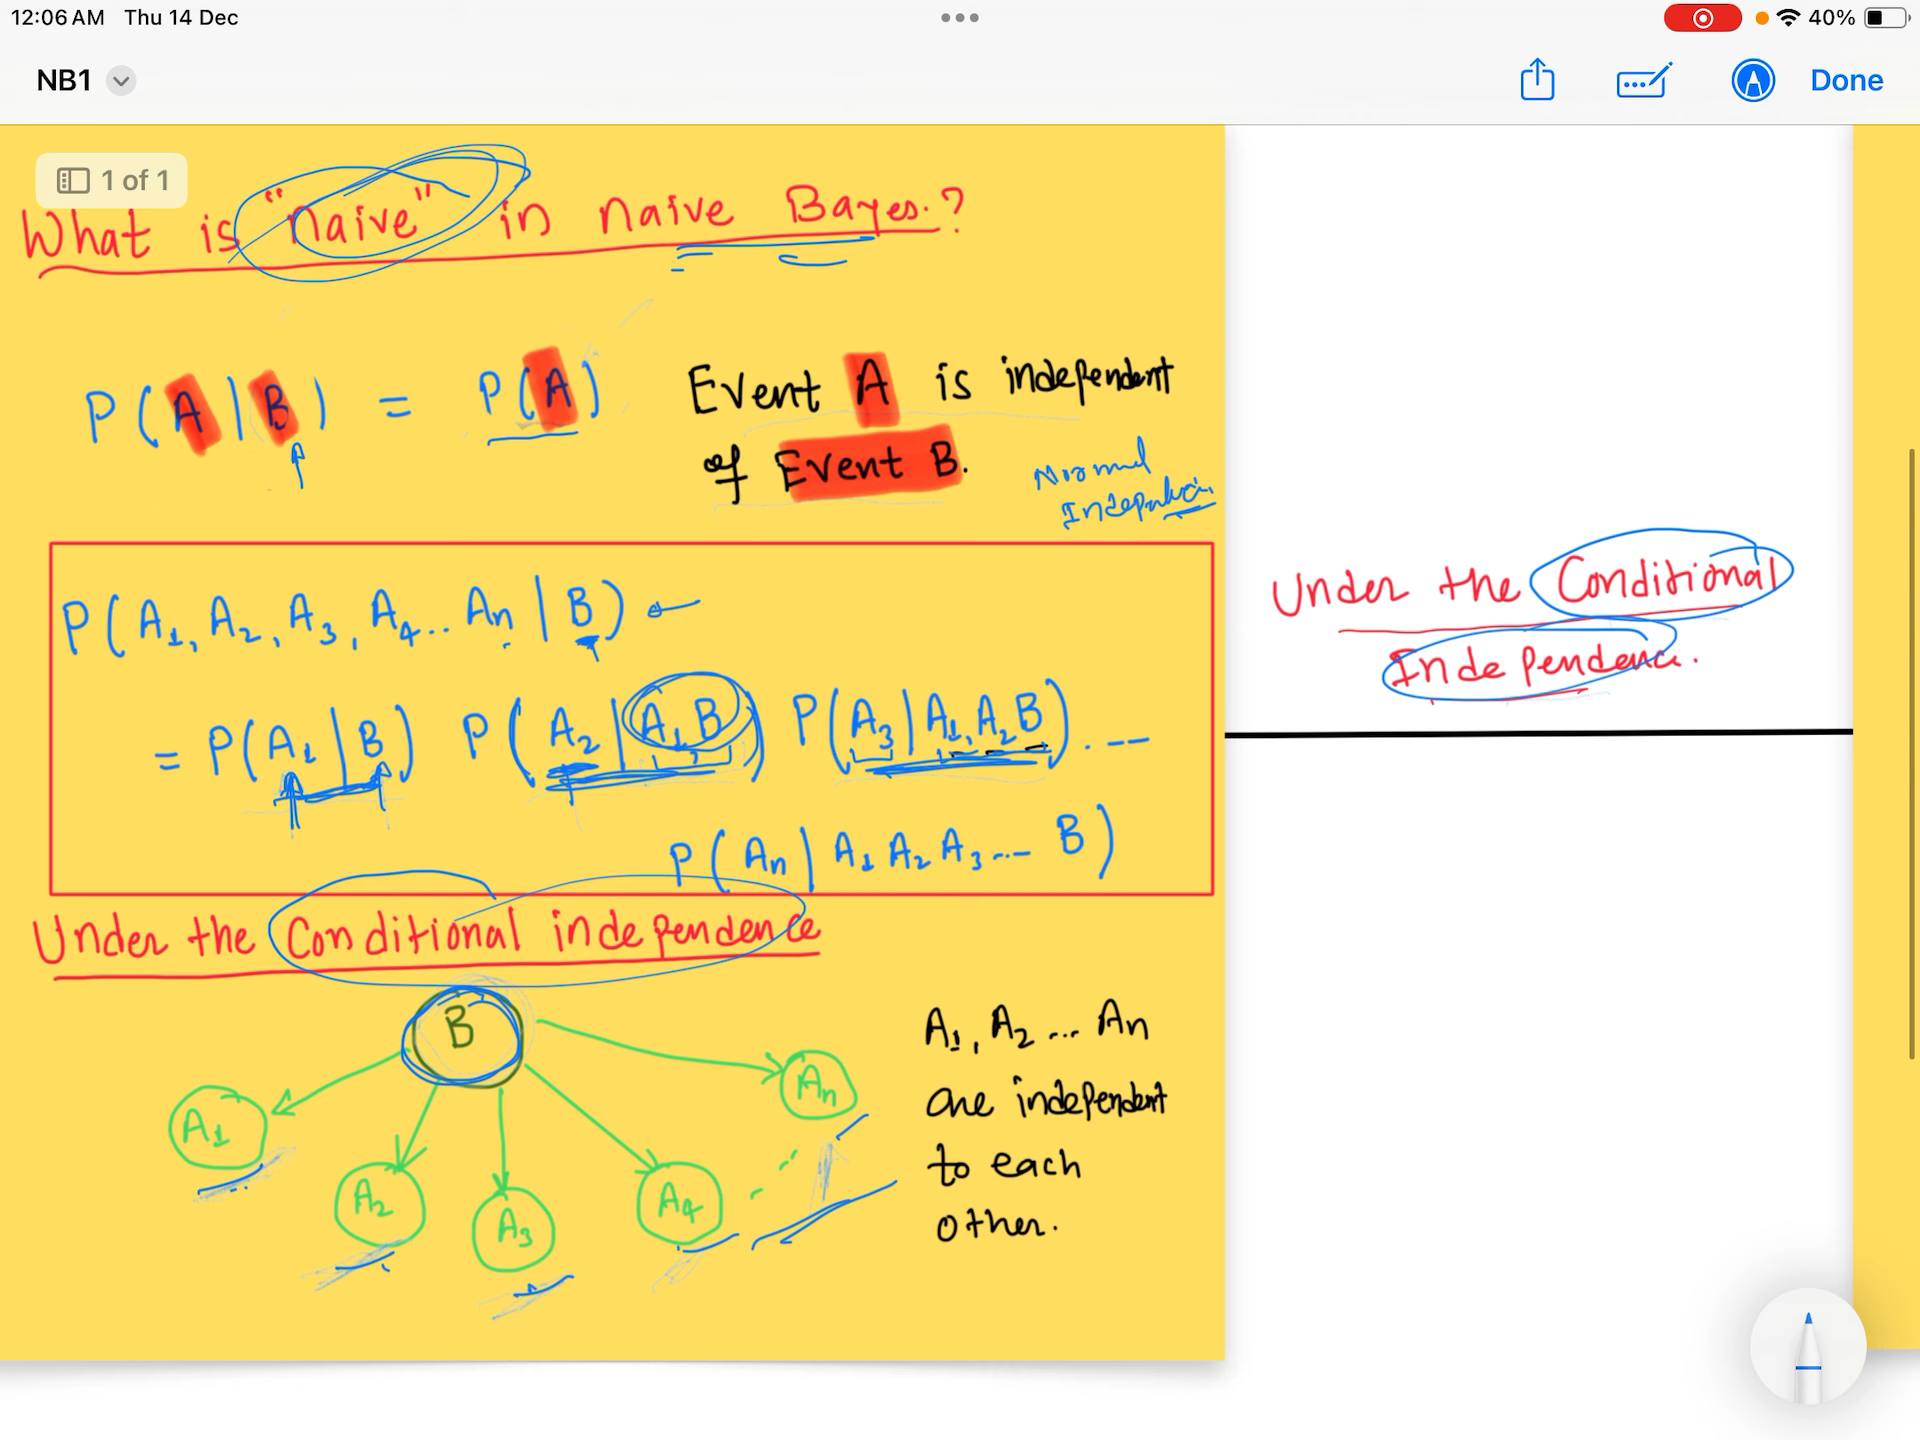 12:06 AM Thu 14 Dec
40%
NB1
Done
1 of 1
What is "naive" in naive Bayes.?
P(A|B) = P(A) Event A is independent
of Event B.
Normal
Under the Conditional
Independence.
P(A1, A2, A3, A4.. An | B) ←
= P(A1|B) P(A2|A1,B) P(A3|A1,A2B)....
P(An| A1 A2 A3.... B)
Under the Conditional independence
B
A1
A2
A3
A4
An
A1, A2 ... An
are independent
to each
other.